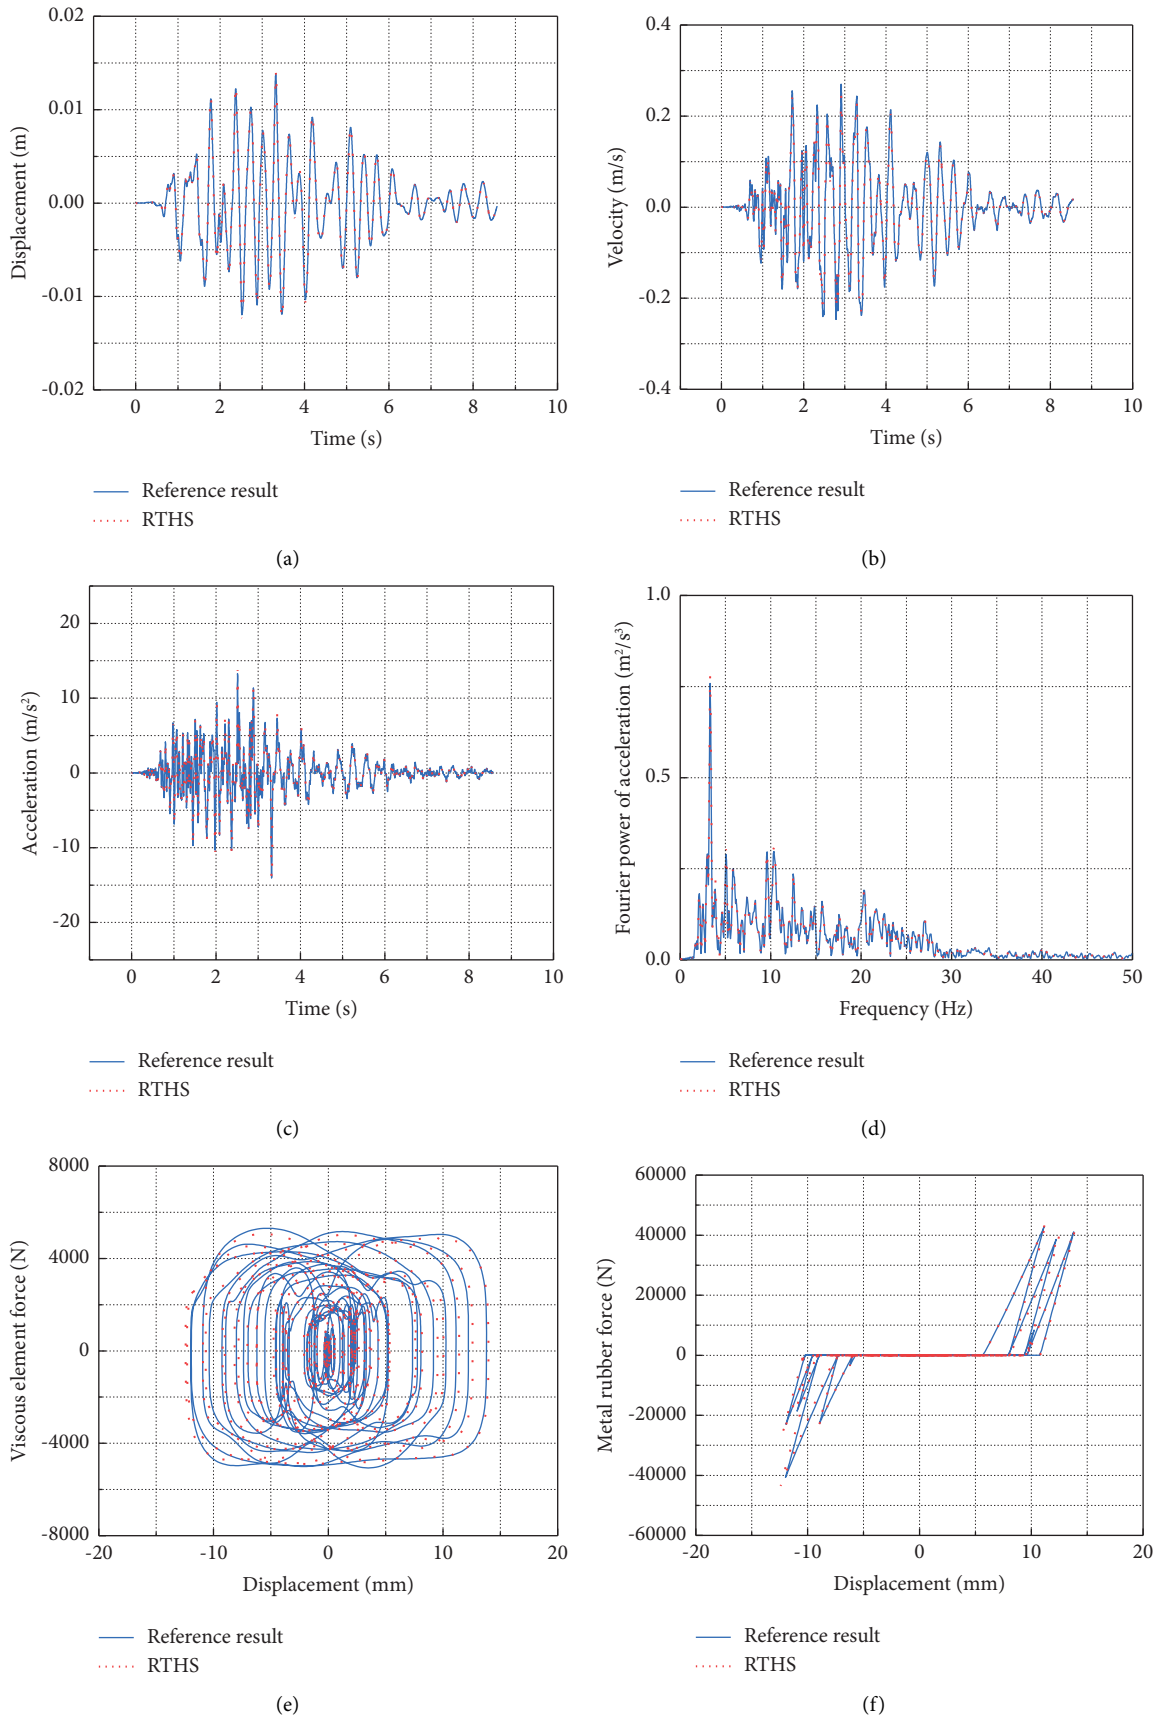 0.02
0.01
0.00
-0.01
-0.02
Displacement (m)
0 2 4 6 8 10
Time (s)
Reference result
RTHS
(a)
0.4
0.2
0.0
-0.2
-0.4
Velocity (m/s)
0 2 4 6 8 10
Time (s)
Reference result
RTHS
(b)
20
10
0
-10
-20
Acceleration (m/s²)
0 2 4 6 8 10
Time (s)
Reference result
RTHS
(c)
1.0
0.5
0.0
Fourier power of acceleration (m²/s³)
0 10 20 30 40 50
Frequency (Hz)
Reference result
RTHS
(d)
8000
4000
0
-4000
-8000
Viscous element force (N)
-20 -10 0 10 20
Displacement (mm)
Reference result
RTHS
(e)
60000
40000
20000
0
-20000
-40000
-60000
Metal rubber force (N)
-20 -10 0 10 20
Displacement (mm)
Reference result
RTHS
(f)